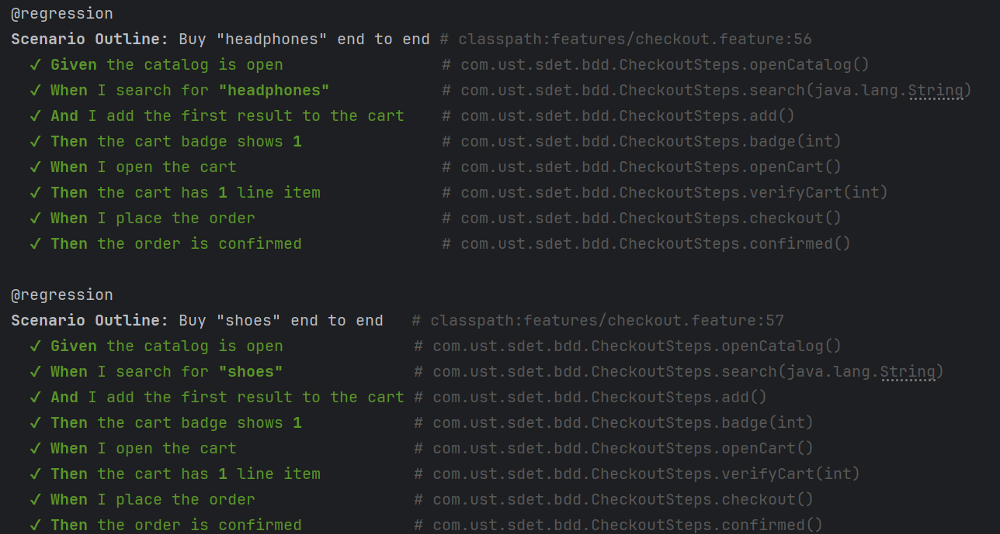 @regression
Scenario Outline: Buy "headphones" end to end # classpath:features/checkout.feature:56
✓ Given the catalog is open # com.ust.sdet.bdd.CheckoutSteps.openCatalog()
✓ When I search for "headphones" # com.ust.sdet.bdd.CheckoutSteps.search(java.lang.String)
✓ And I add the first result to the cart # com.ust.sdet.bdd.CheckoutSteps.add()
✓ Then the cart badge shows 1 # com.ust.sdet.bdd.CheckoutSteps.badge(int)
✓ When I open the cart # com.ust.sdet.bdd.CheckoutSteps.openCart()
✓ Then the cart has 1 line item # com.ust.sdet.bdd.CheckoutSteps.verifyCart(int)
✓ When I place the order # com.ust.sdet.bdd.CheckoutSteps.checkout()
✓ Then the order is confirmed # com.ust.sdet.bdd.CheckoutSteps.confirmed()
@regression
Scenario Outline: Buy "shoes" end to end # classpath:features/checkout.feature:57
✓ Given the catalog is open # com.ust.sdet.bdd.CheckoutSteps.openCatalog()
✓ When I search for "shoes" # com.ust.sdet.bdd.CheckoutSteps.search(java.lang.String)
✓ And I add the first result to the cart # com.ust.sdet.bdd.CheckoutSteps.add()
✓ Then the cart badge shows 1 # com.ust.sdet.bdd.CheckoutSteps.badge(int)
✓ When I open the cart # com.ust.sdet.bdd.CheckoutSteps.openCart()
✓ Then the cart has 1 line item # com.ust.sdet.bdd.CheckoutSteps.verifyCart(int)
✓ When I place the order # com.ust.sdet.bdd.CheckoutSteps.checkout()
✓ Then the order is confirmed # com.ust.sdet.bdd.CheckoutSteps.confirmed()